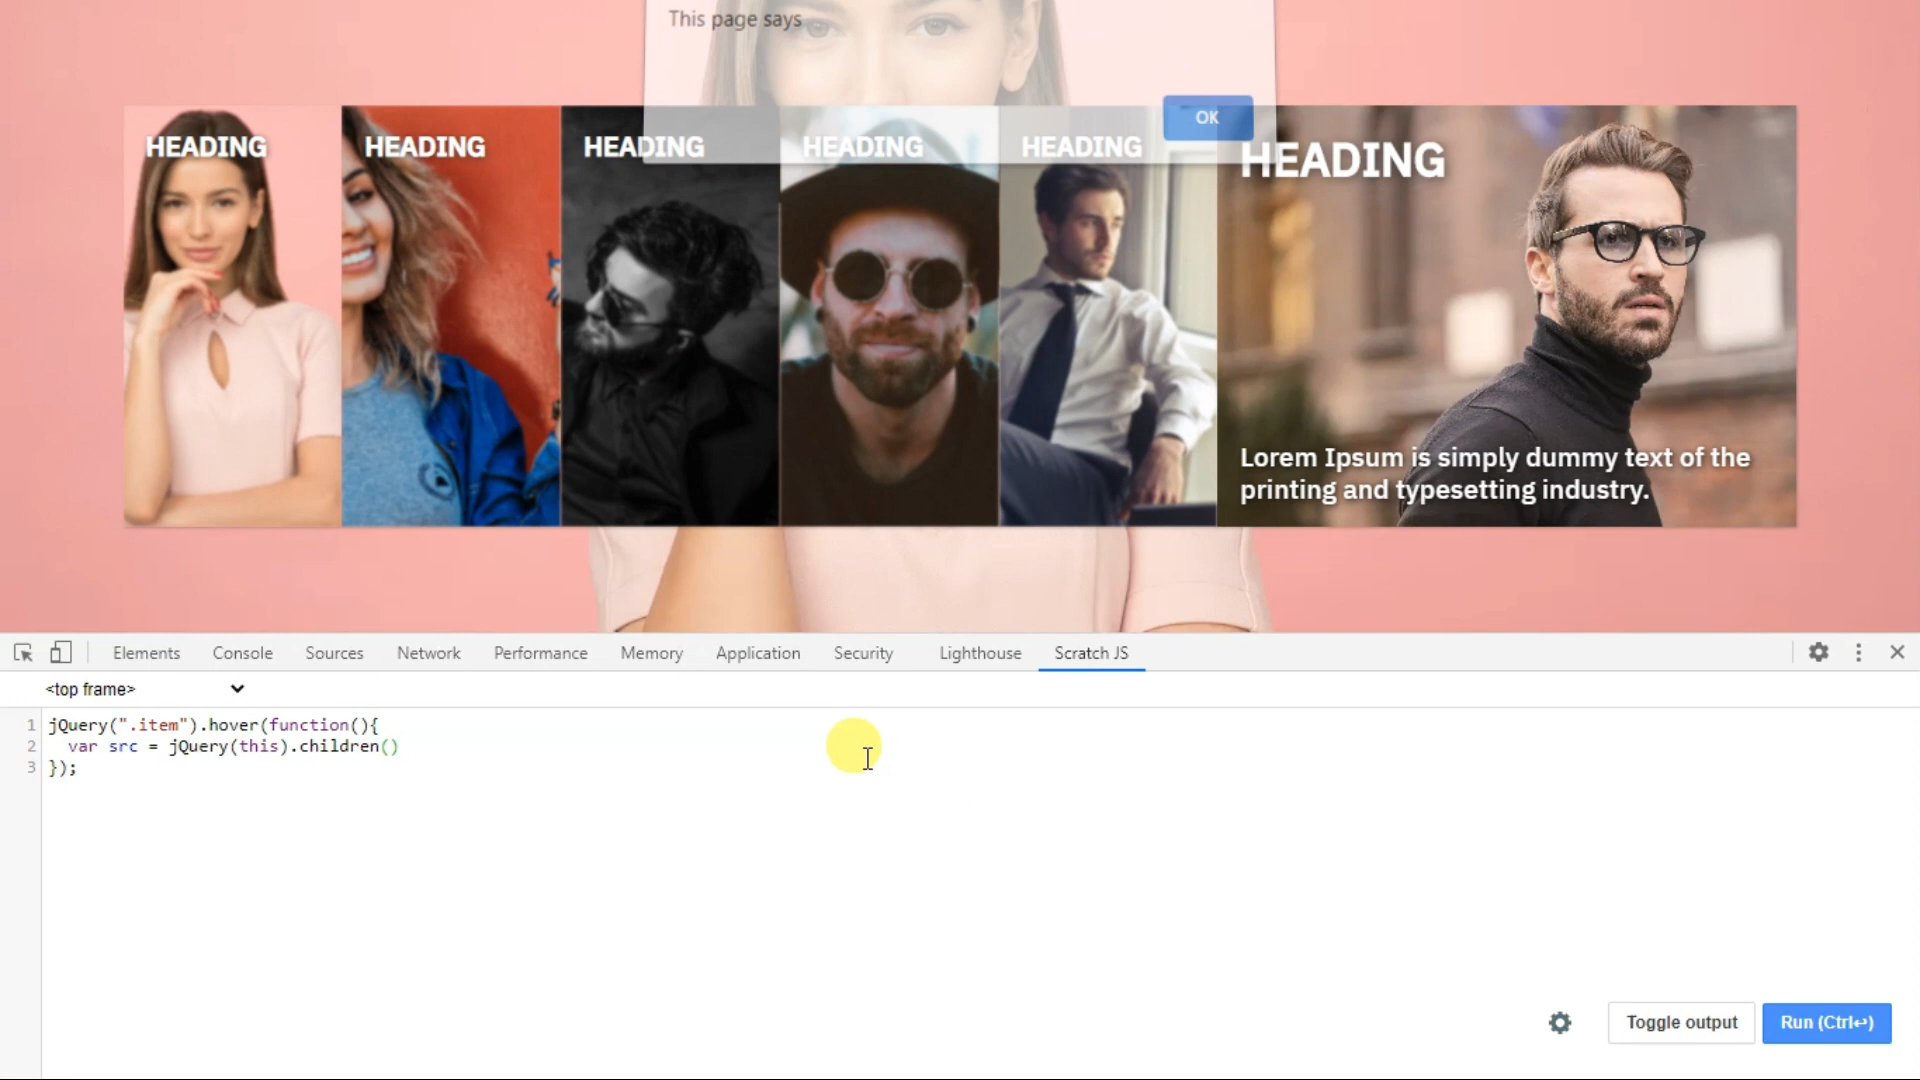 This page says
OK
HEADING
HEADING
HEADING
HEADING
HEADING
HEADING
Lorem Ipsum is simply dummy text of the
printing and typesetting industry.
Elements Console Sources Network Performance Memory Application Security Lighthouse Scratch JS
<top frame>
1 jQuery(".item").hover(function(){
2   var src = jQuery(this).children()
3 });
Toggle output Run (Ctrl↵)